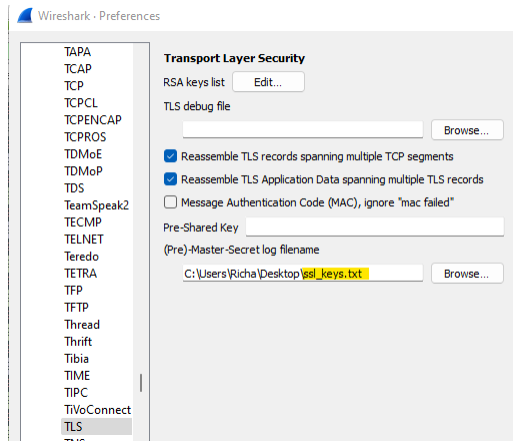 Wireshark · Preferences
TAPA
TCAP
TCP
TCPCL
TCPENCAP
TCPROS
TDMoE
TDMoP
TDS
TeamSpeak2
TECMP
TELNET
Teredo
TETRA
TFP
TFTP
Thread
Thrift
Tibia
TIME
TIPC
TiVoConnect
TLS
Transport Layer Security
RSA keys list Edit...
TLS debug file
Browse...
Reassemble TLS records spanning multiple TCP segments
Reassemble TLS Application Data spanning multiple TLS records
Message Authentication Code (MAC), ignore "mac failed"
Pre-Shared Key
(Pre)-Master-Secret log filename
C:\Users\Richa\Desktop\ssl_keys.txt Browse...